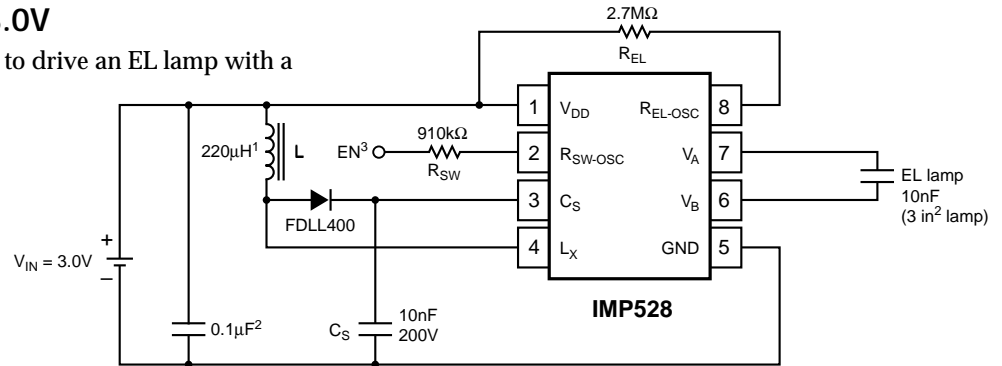 .0V
to drive an EL lamp with a
2.7MΩ
R_EL
1 V_DD R_EL-OSC 8
910kΩ
220μH¹ L EN³ 2 R_SW-OSC V_A 7
R_SW
EL lamp
10nF
(3 in² lamp)
3 C_S V_B 6
FDLL400
4 L_X GND 5
+
V_IN = 3.0V
–
IMP528
0.1μF² C_S 10nF
200V